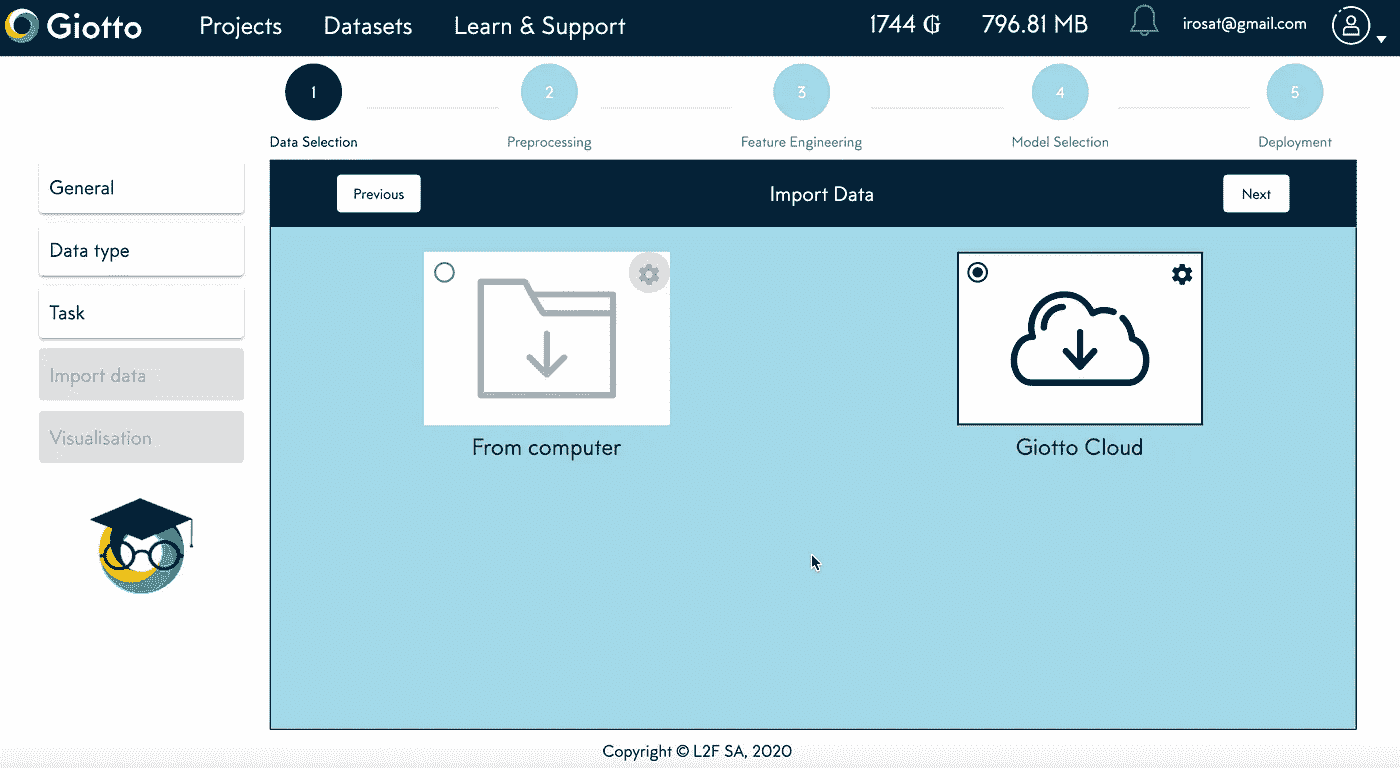 Giotto Projects Datasets Learn & Support 1744 796.81 MB irosat@gmail.com
1 2 3 4 5
Data Selection Preprocessing Feature Engineering Model Selection Deployment
General
Data type
Task
Import data
Visualisation
Previous Import Data Next
From computer Giotto Cloud
Copyright © L2F SA, 2020